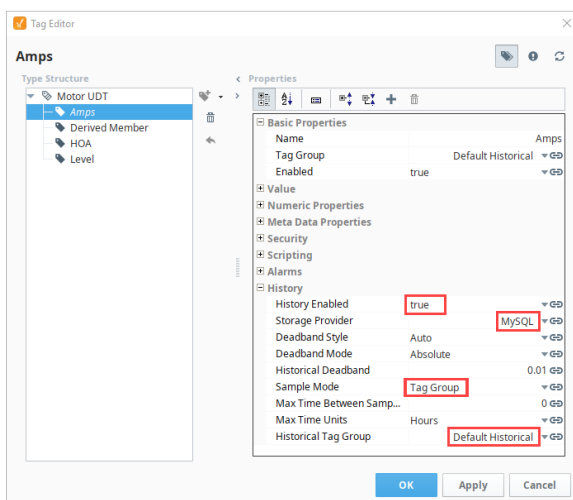 Tag Editor
Amps
Type Structure
Properties
Motor UDT
Amps
Derived Member
HOA
Level
Basic Properties
Name Amps
Tag Group Default Historical
Enabled true
Value
Numeric Properties
Meta Data Properties
Security
Scripting
Alarms
History
History Enabled true
Storage Provider MySQL
Deadband Style Auto
Deadband Mode Absolute
Historical Deadband 0.01
Sample Mode Tag Group
Max Time Between Samp... 0
Max Time Units Hours
Historical Tag Group Default Historical
OK Apply Cancel